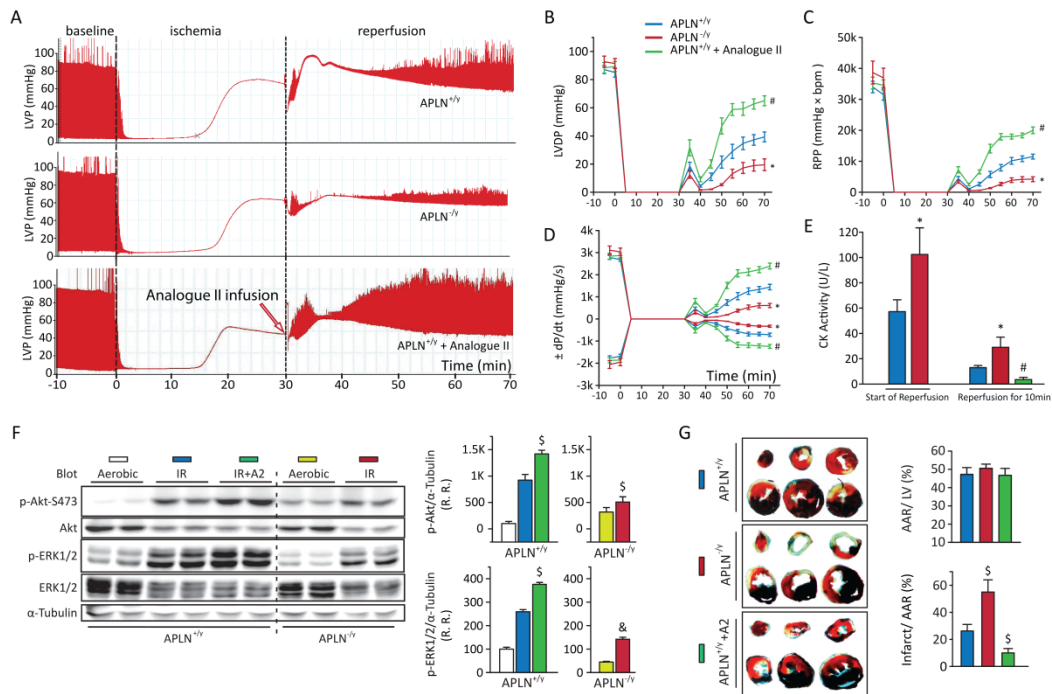 A
baseline
ischemia
reperfusion
LVP (mmHg)
100
80
60
40
20
0
APLN+/y
LVP (mmHg)
100
80
60
40
20
0
APLN-/y
LVP (mmHg)
100
80
60
40
20
0
Analogue II infusion
APLN+/y + Analogue II
Time (min)
-10 0 10 20 30 40 50 60 70
B
APLN+/y
APLN-/y
APLN+/y + Analogue II
LVDP (mmHg)
100
80
60
40
20
0
#
*
-10 0 10 20 30 40 50 60 70
C
RPP (mmHg × bpm)
50k
40k
30k
20k
10k
0
#
*
-10 0 10 20 30 40 50 60 70
D
± dP/dt (mmHg/s)
4k
3k
2k
1k
0
-1k
-2k
-3k
#
*
*
#
Time (min)
-10 0 10 20 30 40 50 60 70
E
CK Activity (U/L)
120
100
80
60
40
20
0
*
*
#
Start of Reperfusion
Reperfusion for 10min
F
Blot
Aerobic IR IR+A2 Aerobic IR
p-Akt-S473
Akt
p-ERK1/2
ERK1/2
α-Tubulin
APLN+/y APLN-/y
p-Akt/α-Tubulin
(R. R.)
1.5K
1.0K
500
0
$
APLN+/y
1.5K
1.0K
500
0
$
APLN-/y
p-ERK1/2/α-Tubulin
(R. R.)
400
300
200
100
0
$
APLN+/y
400
300
200
100
0
&
APLN-/y
G
APLN+/y
APLN-/y
APLN+/y+A2
AAR/ LV (%)
60
50
40
30
20
10
0
Infarct/ AAR (%)
80
60
40
20
0
$
$